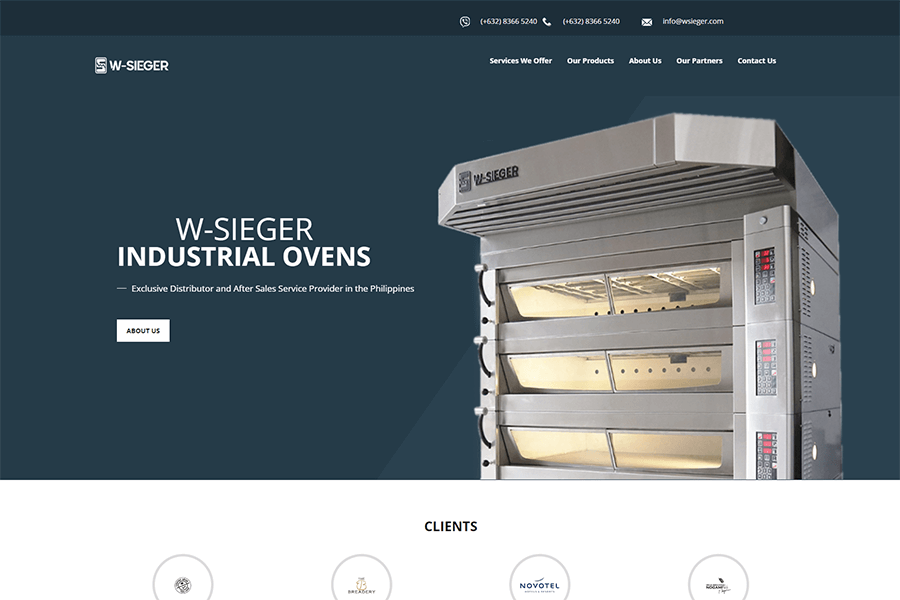 (+632) 8366 5240
(+632) 8366 5240
info@wsieger.com
W-SIEGER
Services We Offer
Our Products
About Us
Our Partners
Contact Us
W-SIEGER
W-SIEGER
INDUSTRIAL OVENS
Exclusive Distributor and After Sales Service Provider in the Philippines
ABOUT US
CLIENTS
BREADERY
NOVOTEL